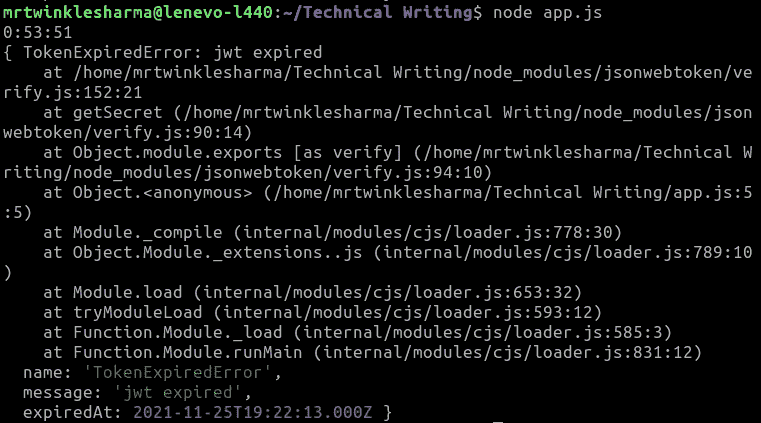 mrtwinklesharma@lenevo-l440:~/Technical Writing$ node app.js
0:53:51
{ TokenExpiredError: jwt expired
    at /home/mrtwinklesharma/Technical Writing/node_modules/jsonwebtoken/ve
rify.js:152:21
    at getSecret (/home/mrtwinklesharma/Technical Writing/node_modules/json
webtoken/verify.js:90:14)
    at Object.module.exports [as verify] (/home/mrtwinklesharma/Technical W
riting/node_modules/jsonwebtoken/verify.js:94:10)
    at Object.<anonymous> (/home/mrtwinklesharma/Technical Writing/app.js:5
:5)
    at Module._compile (internal/modules/cjs/loader.js:778:30)
    at Object.Module._extensions..js (internal/modules/cjs/loader.js:789:10
)
    at Module.load (internal/modules/cjs/loader.js:653:32)
    at tryModuleLoad (internal/modules/cjs/loader.js:593:12)
    at Function.Module._load (internal/modules/cjs/loader.js:585:3)
    at Function.Module.runMain (internal/modules/cjs/loader.js:831:12)
  name: 'TokenExpiredError',
  message: 'jwt expired',
  expiredAt: 2021-11-25T19:22:13.000Z }